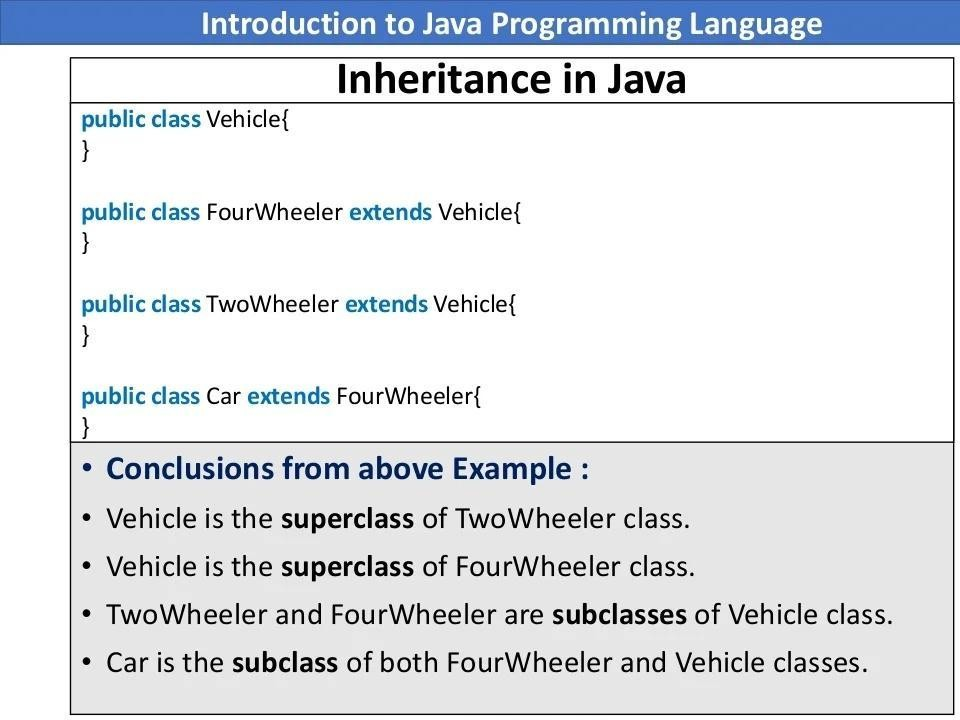 Introduction to Java Programming Language
Inheritance in Java
public class Vehicle{
}
public class FourWheeler extends Vehicle{
}
public class TwoWheeler extends Vehicle{
}
public class Car extends FourWheeler{
}
• Conclusions from above Example :
• Vehicle is the superclass of TwoWheeler class.
• Vehicle is the superclass of FourWheeler class.
• TwoWheeler and FourWheeler are subclasses of Vehicle class.
• Car is the subclass of both FourWheeler and Vehicle classes.